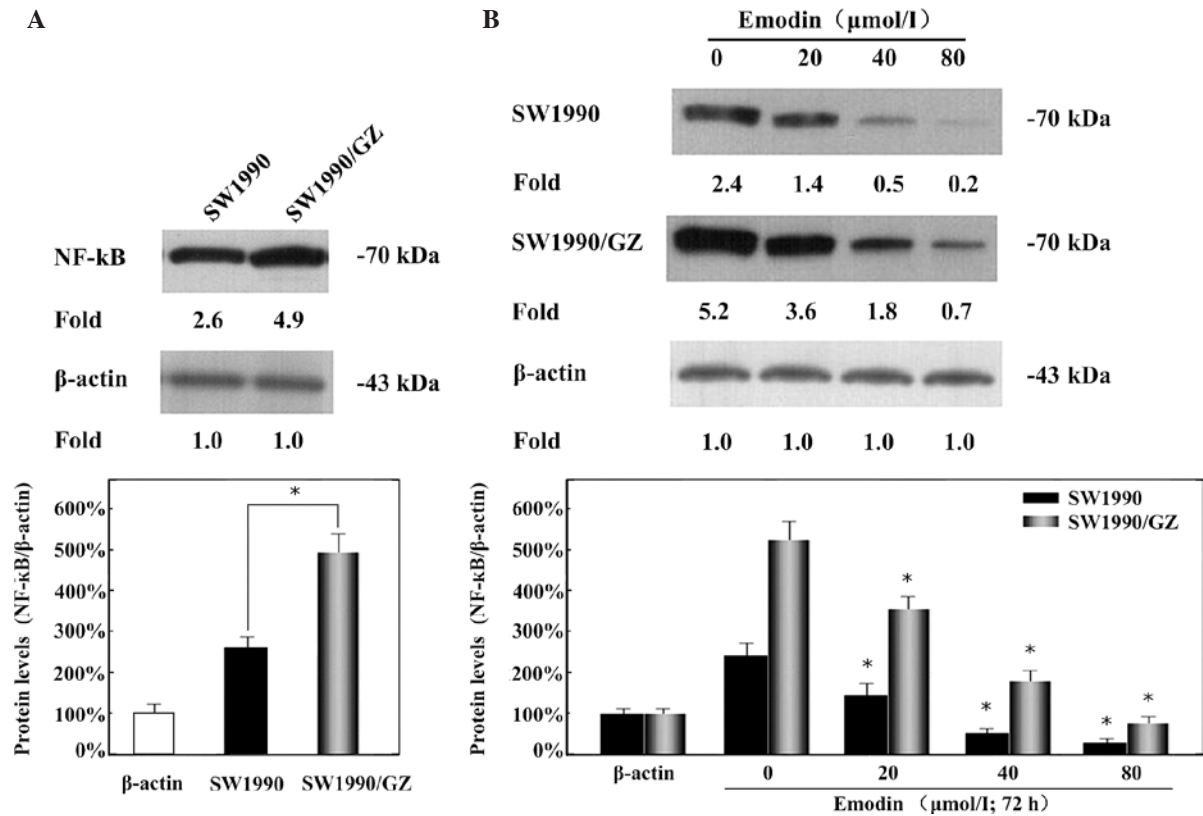 A
SW1990
SW1990/GZ
NF-kB
-70 kDa
Fold
2.6 4.9
β-actin
-43 kDa
Fold
1.0 1.0
Protein levels (NF-κB/β-actin)
600%
500%
400%
300%
200%
100%
0%
*
β-actin SW1990 SW1990/GZ
B
Emodin (μmol/I)
0 20 40 80
SW1990
-70 kDa
Fold
2.4 1.4 0.5 0.2
SW1990/GZ
-70 kDa
Fold
5.2 3.6 1.8 0.7
β-actin
-43 kDa
Fold
1.0 1.0 1.0 1.0
Protein levels (NF-κB/β-actin)
600%
500%
400%
300%
200%
100%
0%
SW1990
SW1990/GZ
* *
* *
* *
β-actin 0 20 40 80
Emodin (μmol/I; 72 h)